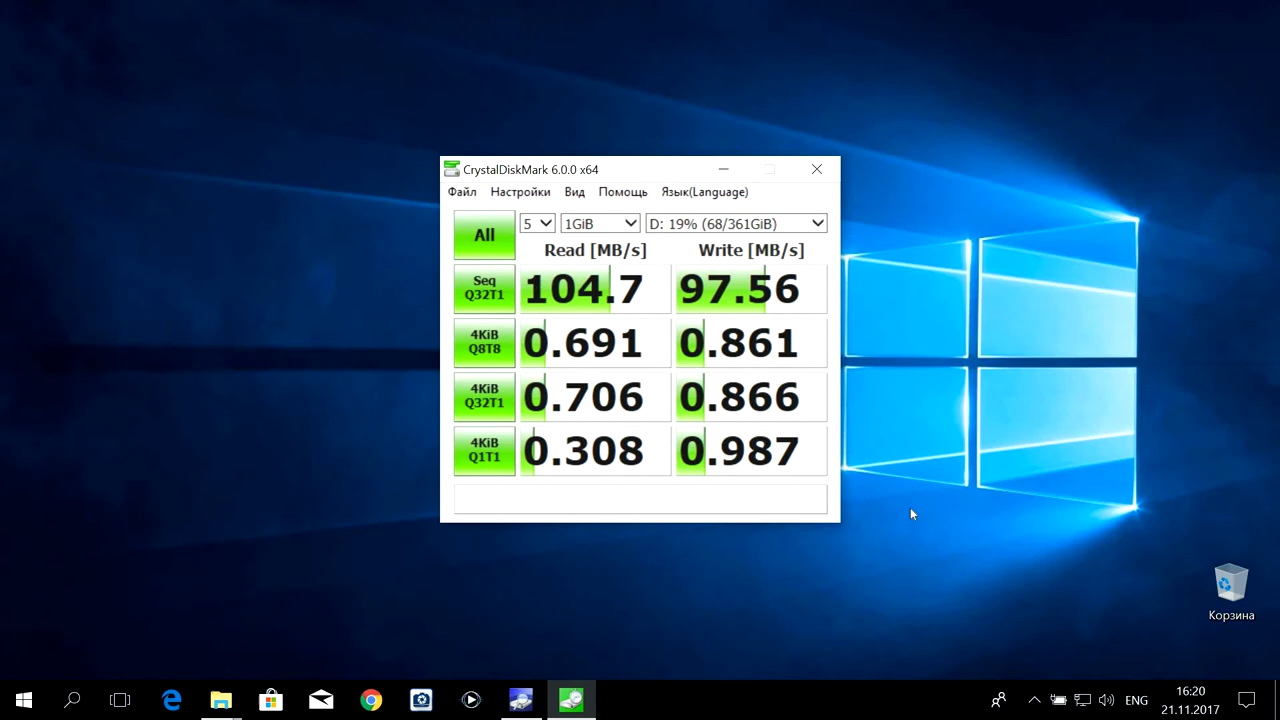 CrystalDiskMark 6.0.0 x64
Файл Настройки Вид Помощь Язык(Language)
All 5 1GiB D: 19% (68/361GiB)
Read [MB/s] Write [MB/s]
Seq
Q32T1
104.7 97.56
4KiB
Q8T8
0.691 0.861
4KiB
Q32T1
0.706 0.866
4KiB
Q1T1
0.308 0.987
Корзина
ENG
16:20
21.11.2017